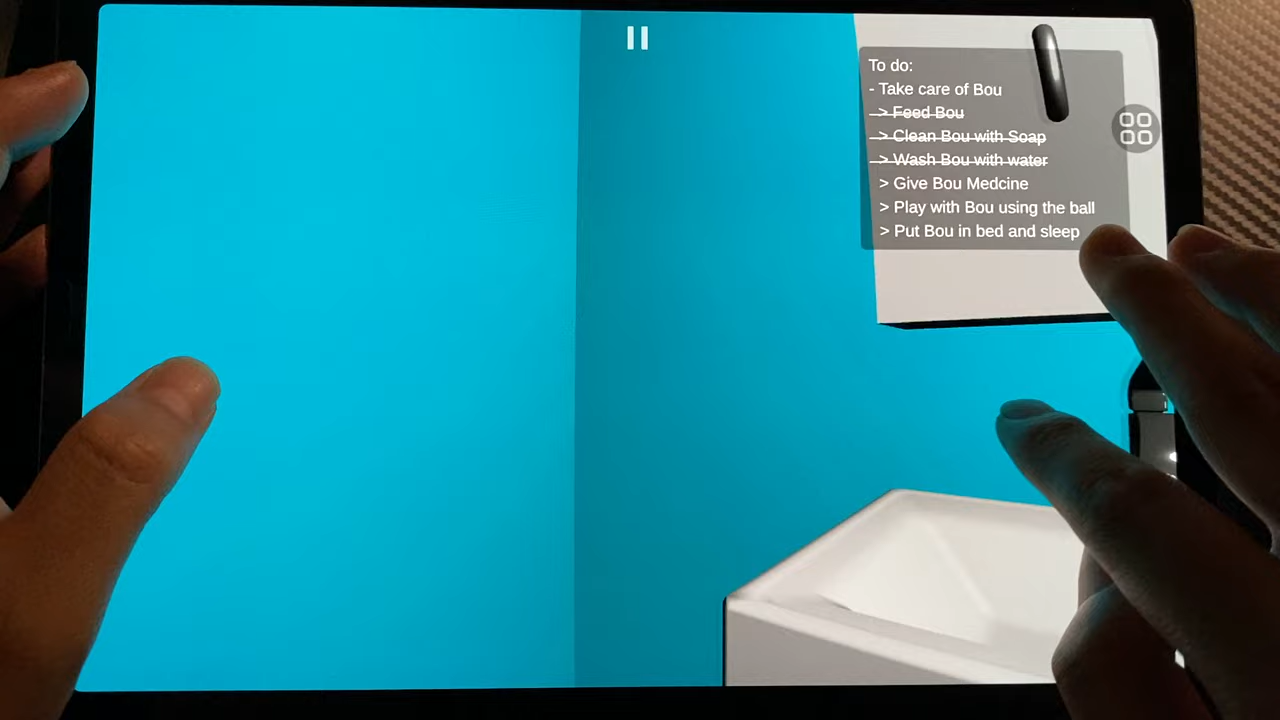 To do:
- Take care of Bou
> Feed Bou
> Clean Bou with Soap
> Wash Bou with water
> Give Bou Medcine
> Play with Bou using the ball
> Put Bou in bed and sleep